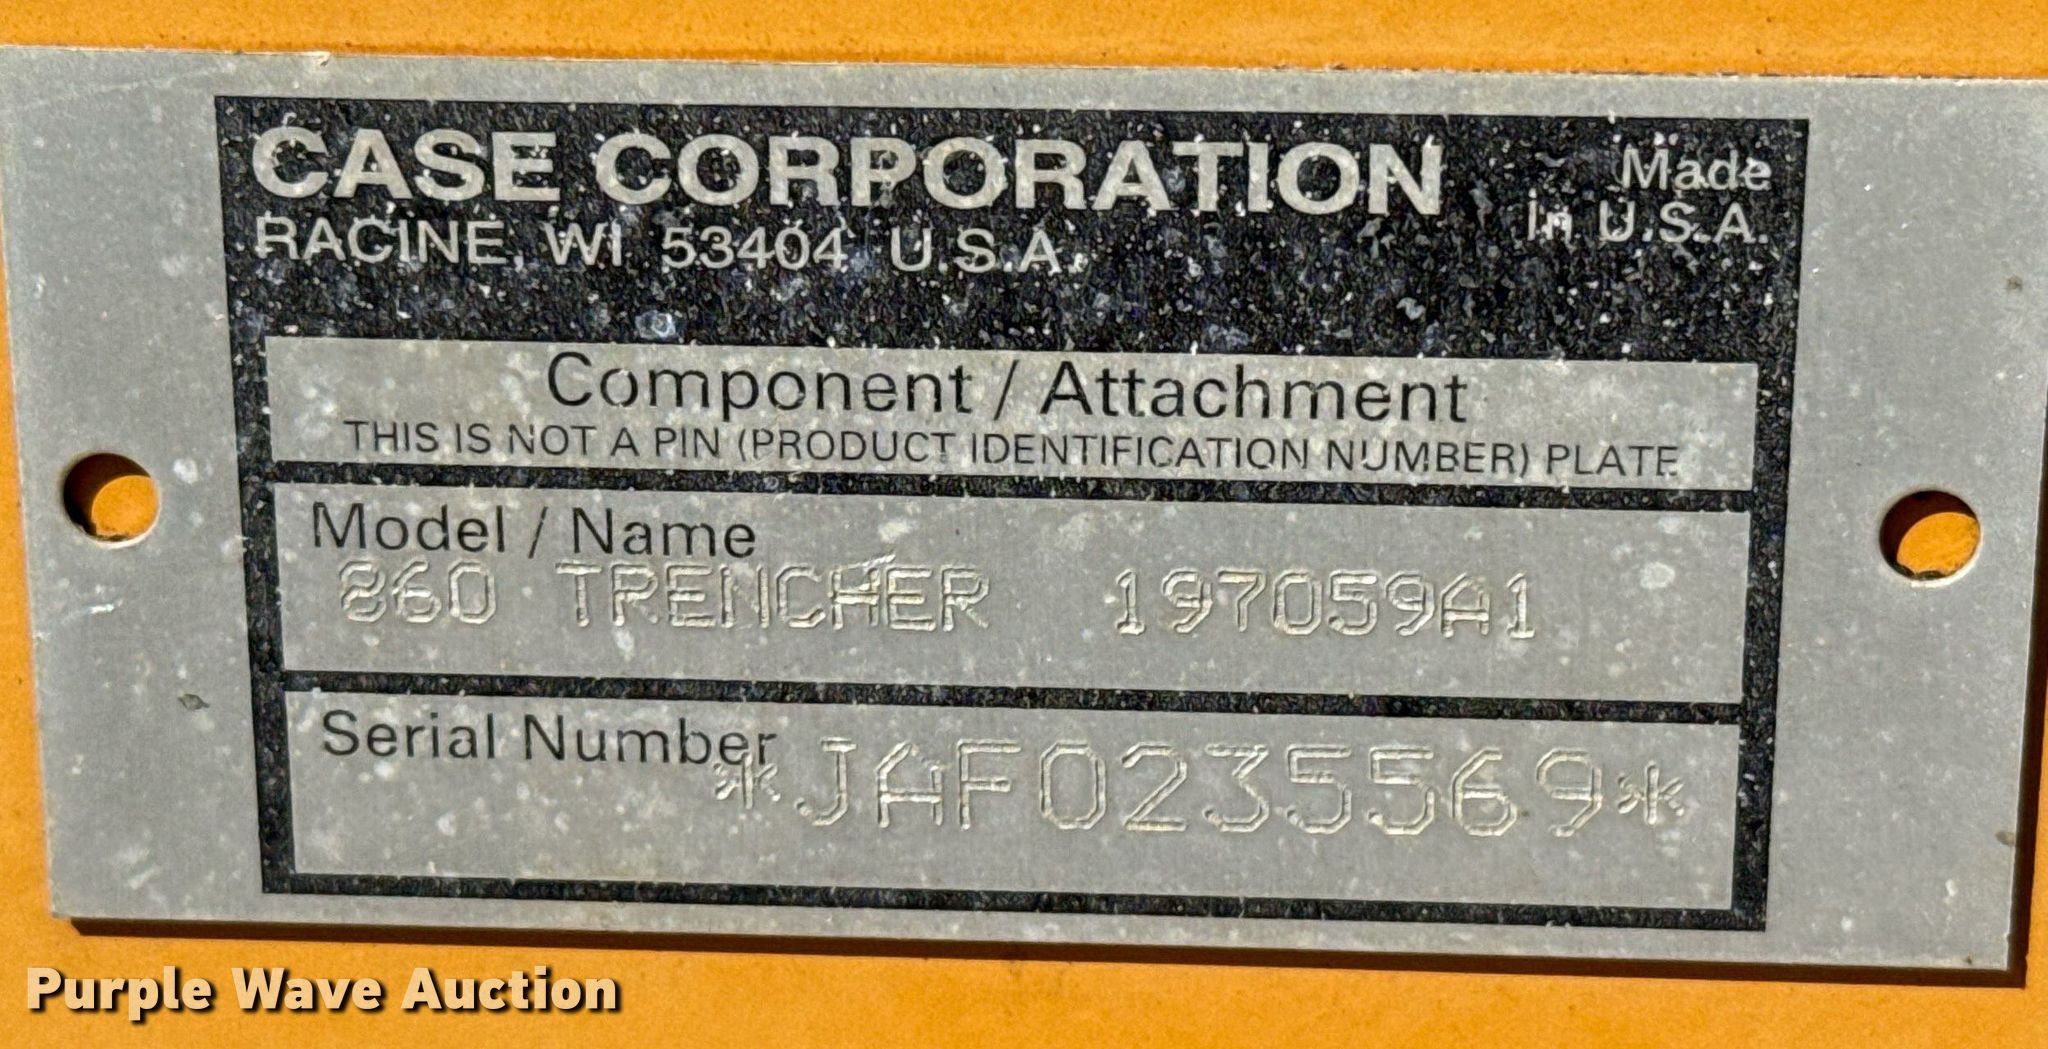 CASE CORPORATION
Made
in U.S.A.
RACINE, WI 53404 U.S.A.
Component / Attachment
THIS IS NOT A PIN (PRODUCT IDENTIFICATION NUMBER) PLATE
Model / Name
860 TRENCHER 197059A1
Serial Number
*JAF0235569*
Purple Wave Auction